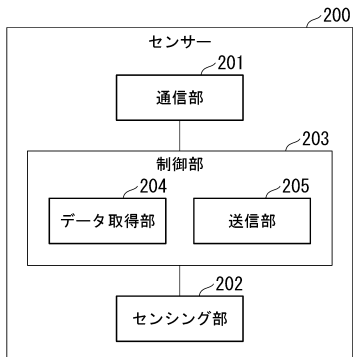 200
センサー
201
通信部
203
制御部
204
205
データ取得部
送信部
202
センシング部